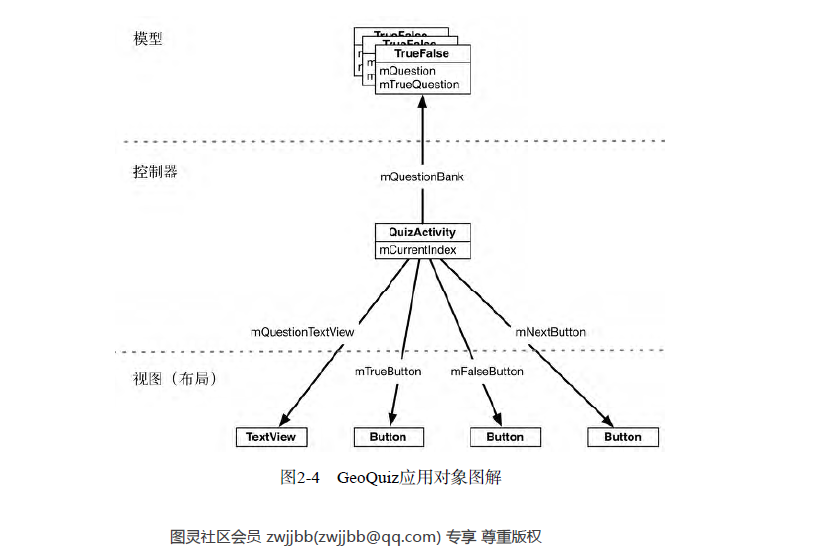 模型
TrueFalse
TrueFalse
TrueFalse
mQuestion
mTrueQuestion
控制器
mQuestionBank
QuizActivity
mCurrentIndex
mQuestionTextView
mNextButton
视图（布局）
mTrueButton
mFalseButton
TextView
Button
Button
Button
图2-4 GeoQuiz应用对象图解
图灵社区会员 zwjjbb(zwjjbb@qq.com) 专享 尊重版权